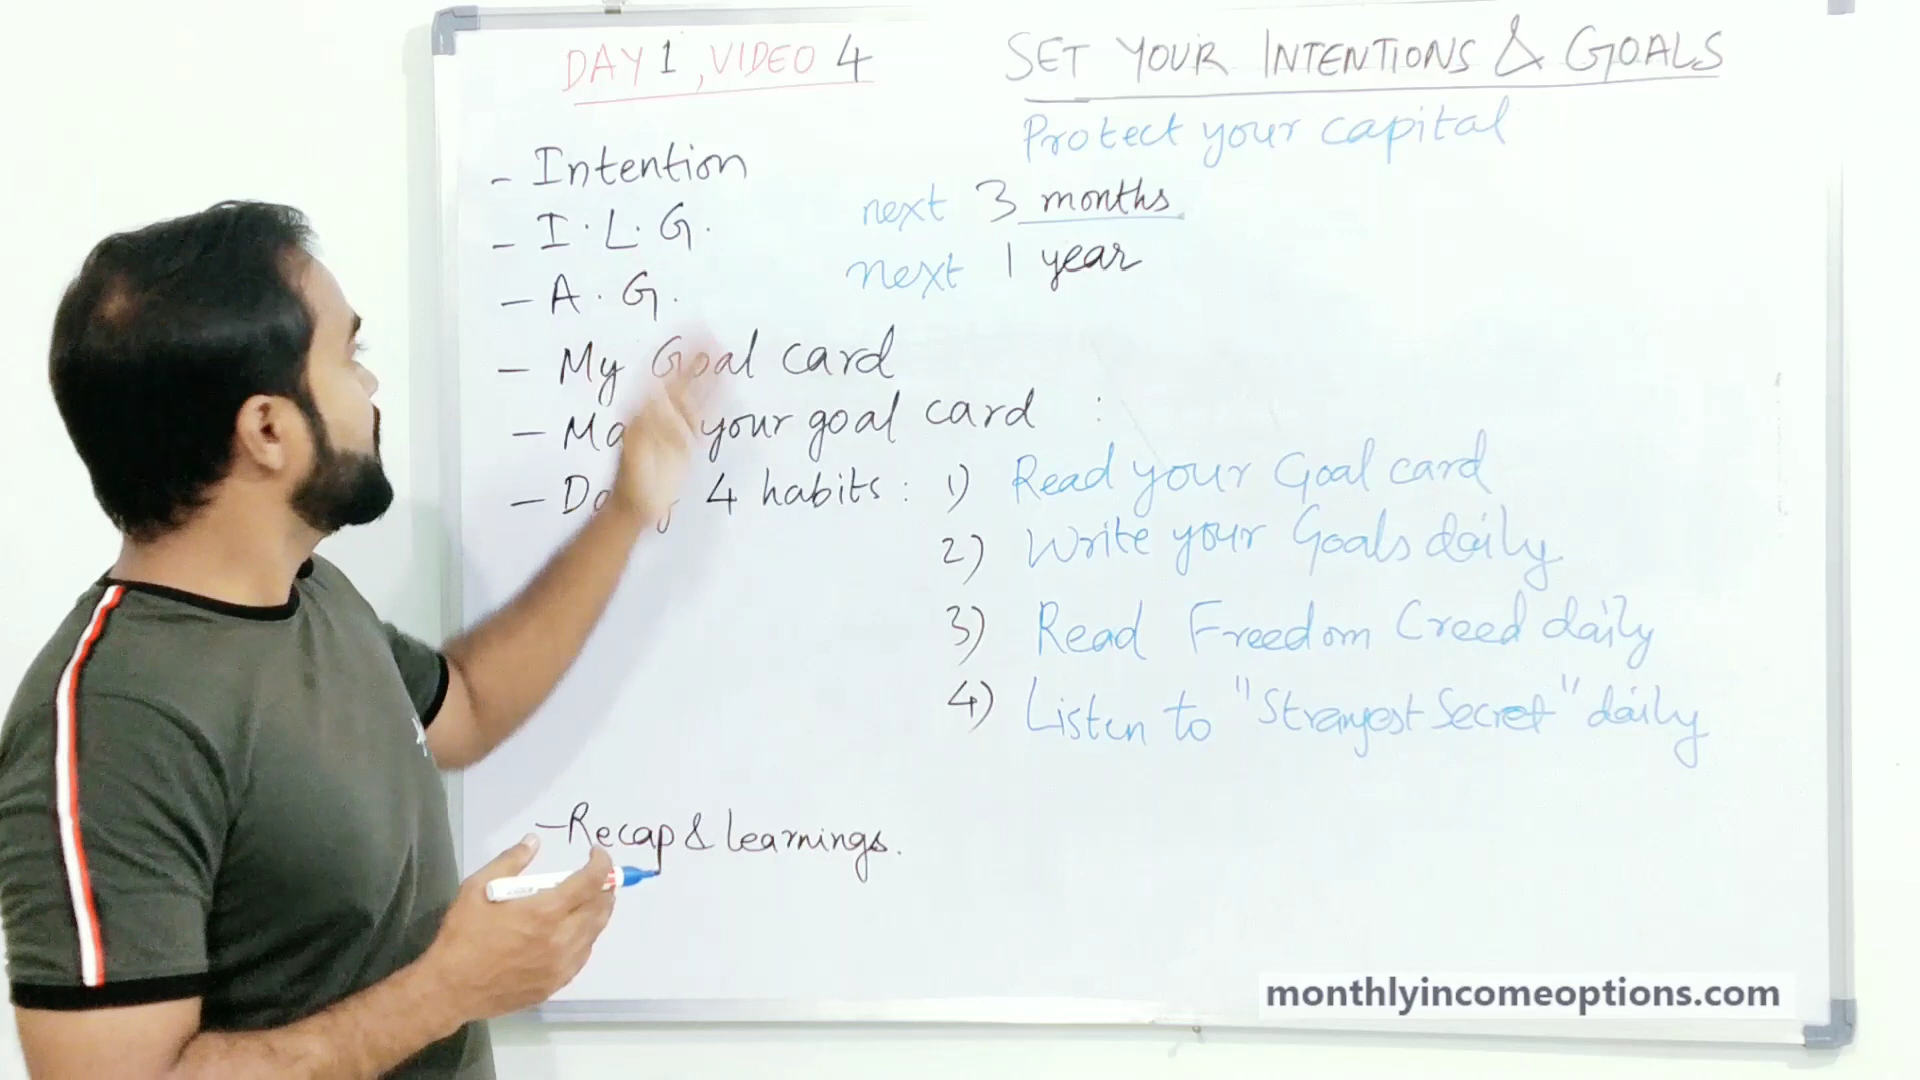 DAY 1, VIDEO 4
SET YOUR INTENTIONS & GOALS
Protect your capital
- Intention
- I. L. G. next 3 months
- A. G. next 1 year
- My Goal card
- your goal card :
- 4 habits : 1) Read your Goal card
2) Write your Goals daily
3) Read Freedom Creed daily
4) Listen to "Strangest Secret" daily
- Recap & learnings.
monthlyincomeoptions.com